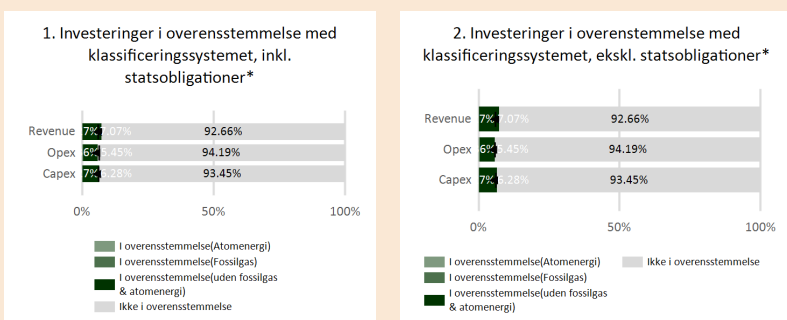 1. Investeringer i overensstemmelse med
klassificeringssystemet, inkl.
statsobligationer*
Revenue 7% 7.07% 92.66%
Opex 6% 5.45% 94.19%
Capex 7% 6.28% 93.45%
0% 50% 100%
I overensstemmelse(Atomenergi)
I overensstemmelse(Fossilgas)
I overensstemmelse(uden fossilgas
& atomenergi)
Ikke i overensstemmelse
2. Investeringer i overenstemmelse med
klassificeringssystemet, ekskl. statsobligationer*
Revenue 7% 7.07% 92.66%
Opex 6% 5.45% 94.19%
Capex 7% 6.28% 93.45%
0% 50% 100%
I overensstemmelse(Atomenergi) Ikke i overensstemmelse
I overensstemmelse(Fossilgas)
I overensstemmelse(uden fossilgas
& atomenergi)